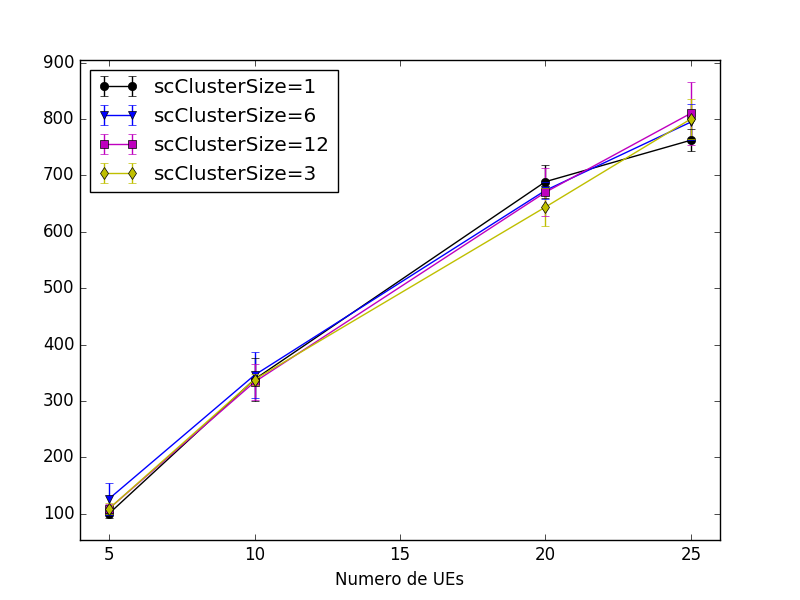 900
800
700
600
500
400
300
200
100
scClusterSize=1
scClusterSize=6
scClusterSize=12
scClusterSize=3
5 10 15 20 25
Numero de UEs